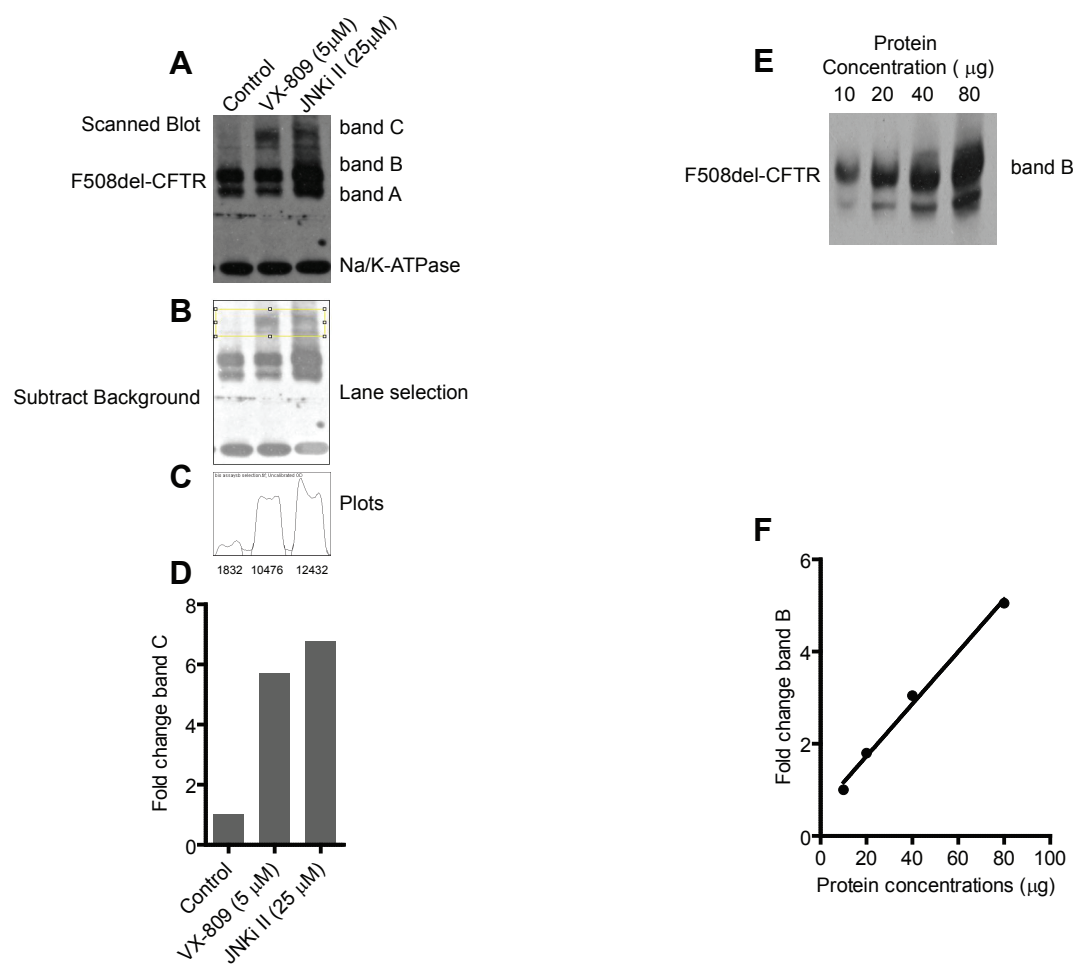 A
Control
VX-809 (5μM)
JNKi II (25μM)
Scanned Blot
band C
band B
F508del-CFTR
band A
Na/K-ATPase
B
Subtract Background
Lane selection
C
Plots
1832 10476 12432
D
Fold change band C
8
6
4
2
0
Control
VX-809 (5 μM)
JNKi II (25 μM)
E
Protein
Concentration ( μg)
10 20 40 80
F508del-CFTR
band B
F
Fold change band B
6
4
2
0
0 20 40 60 80 100
Protein concentrations (μg)